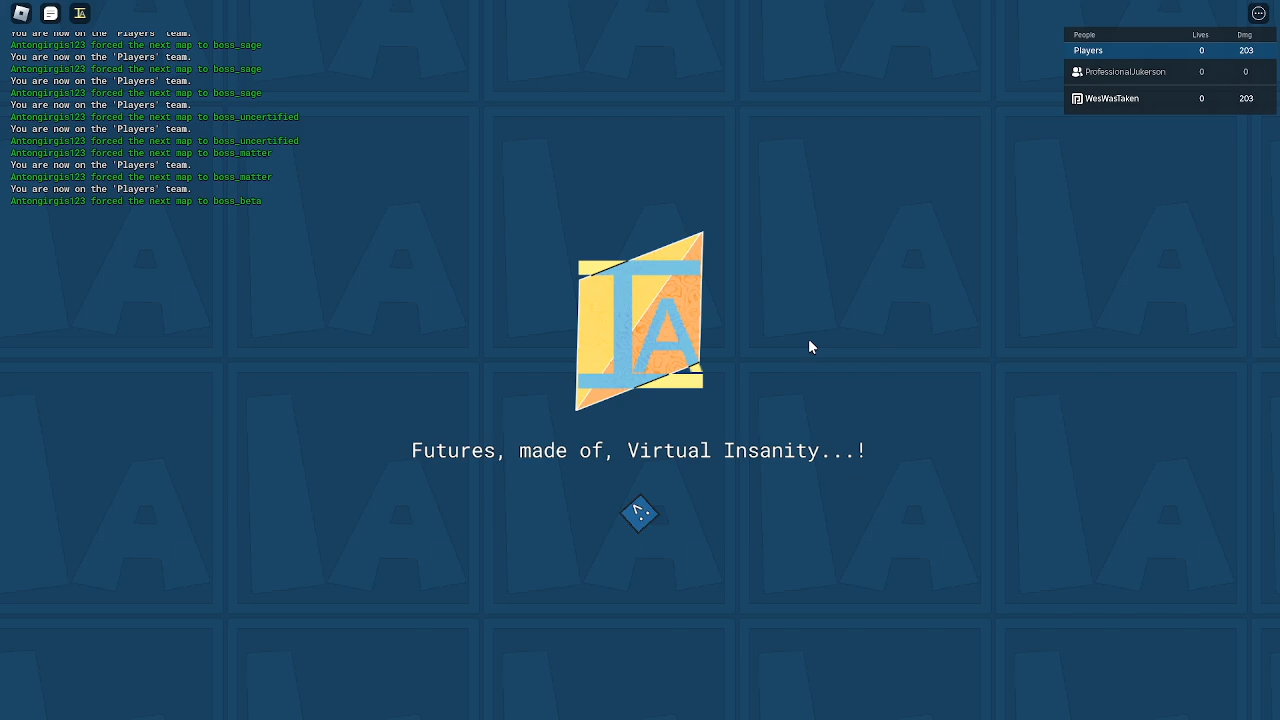 You are now on the 'Players' team.
Antongirgis123 forced the next map to boss_sage
You are now on the 'Players' team.
Antongirgis123 forced the next map to boss_sage
You are now on the 'Players' team.
Antongirgis123 forced the next map to boss_sage
You are now on the 'Players' team.
Antongirgis123 forced the next map to boss_uncertified
You are now on the 'Players' team.
Antongirgis123 forced the next map to boss_uncertified
Antongirgis123 forced the next map to boss_matter
You are now on the 'Players' team.
Antongirgis123 forced the next map to boss_matter
You are now on the 'Players' team.
Antongirgis123 forced the next map to boss_beta
People Lives Dmg
Players 0 203
ProfessionalJukerson 0 0
WesWasTaken 0 203
IA
Futures, made of, Virtual Insanity...!